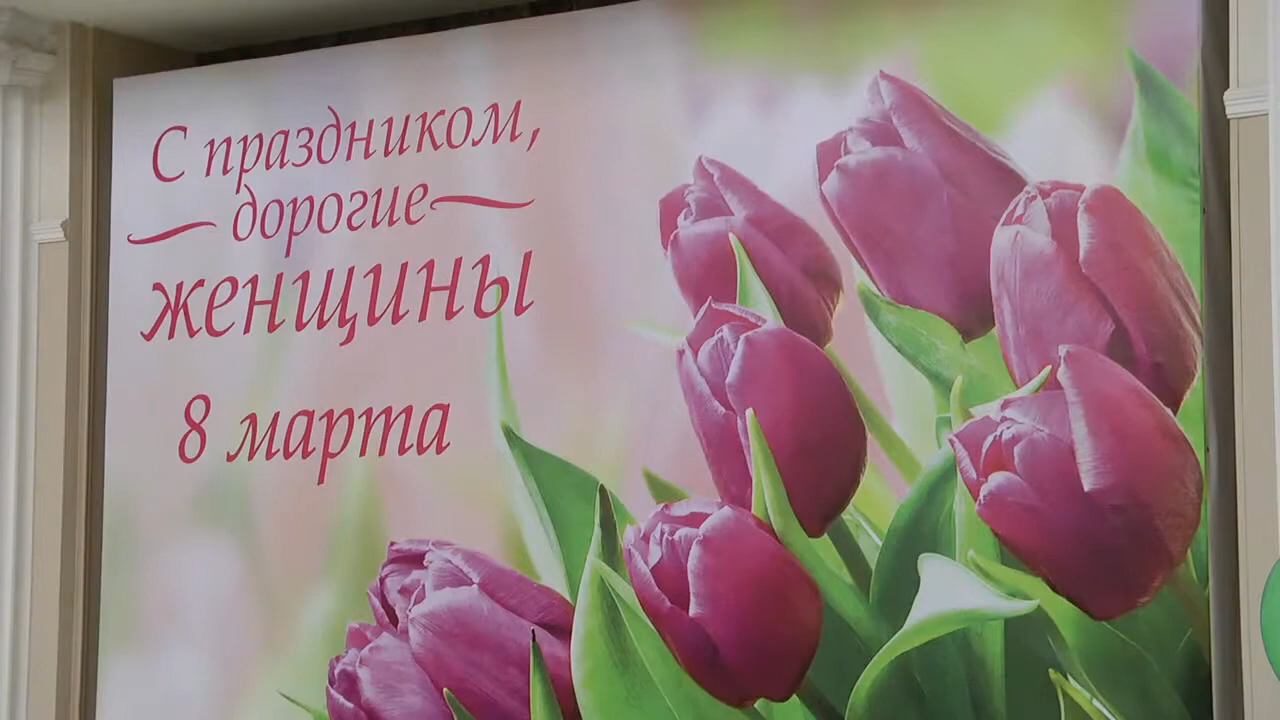 С праздником,
дорогие
женщины
8 марта